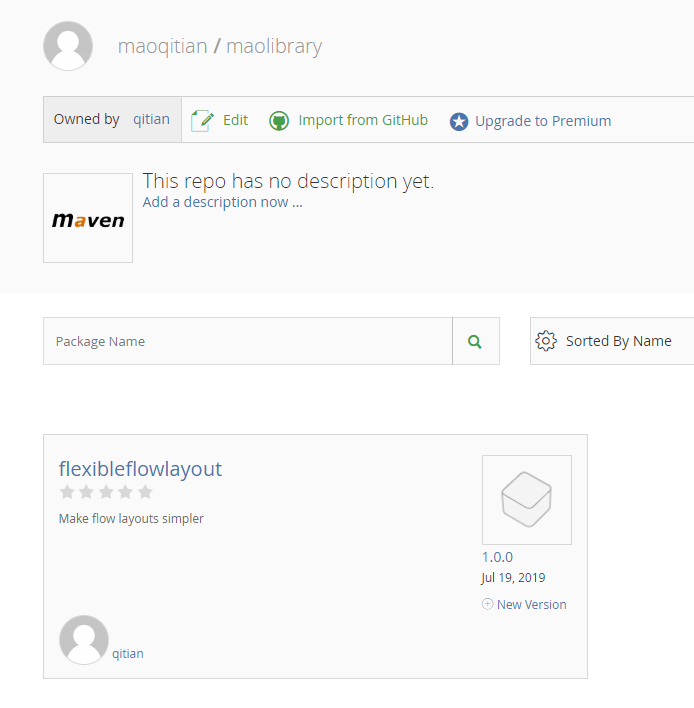 maoqitian / maolibrary
Owned by qitian Edit Import from GitHub Upgrade to Premium
This repo has no description yet.
Add a description now ...
maven
Package Name
Sorted By Name
flexibleflowlayout
Make flow layouts simpler
1.0.0
Jul 19, 2019
New Version
qitian